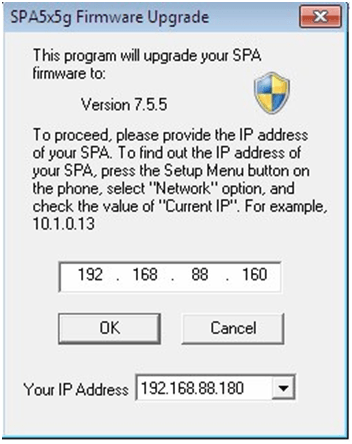 SPA5x5g Firmware Upgrade
This program will upgrade your SPA
firmware to:
Version 7.5.5
To proceed, please provide the IP address
of your SPA. To find out the IP address of
your SPA, press the Setup Menu button on
the phone, select "Network" option, and
check the value of "Current IP". For example,
10.1.0.13
192 . 168 . 88 . 160
OK Cancel
Your IP Address 192.168.88.180